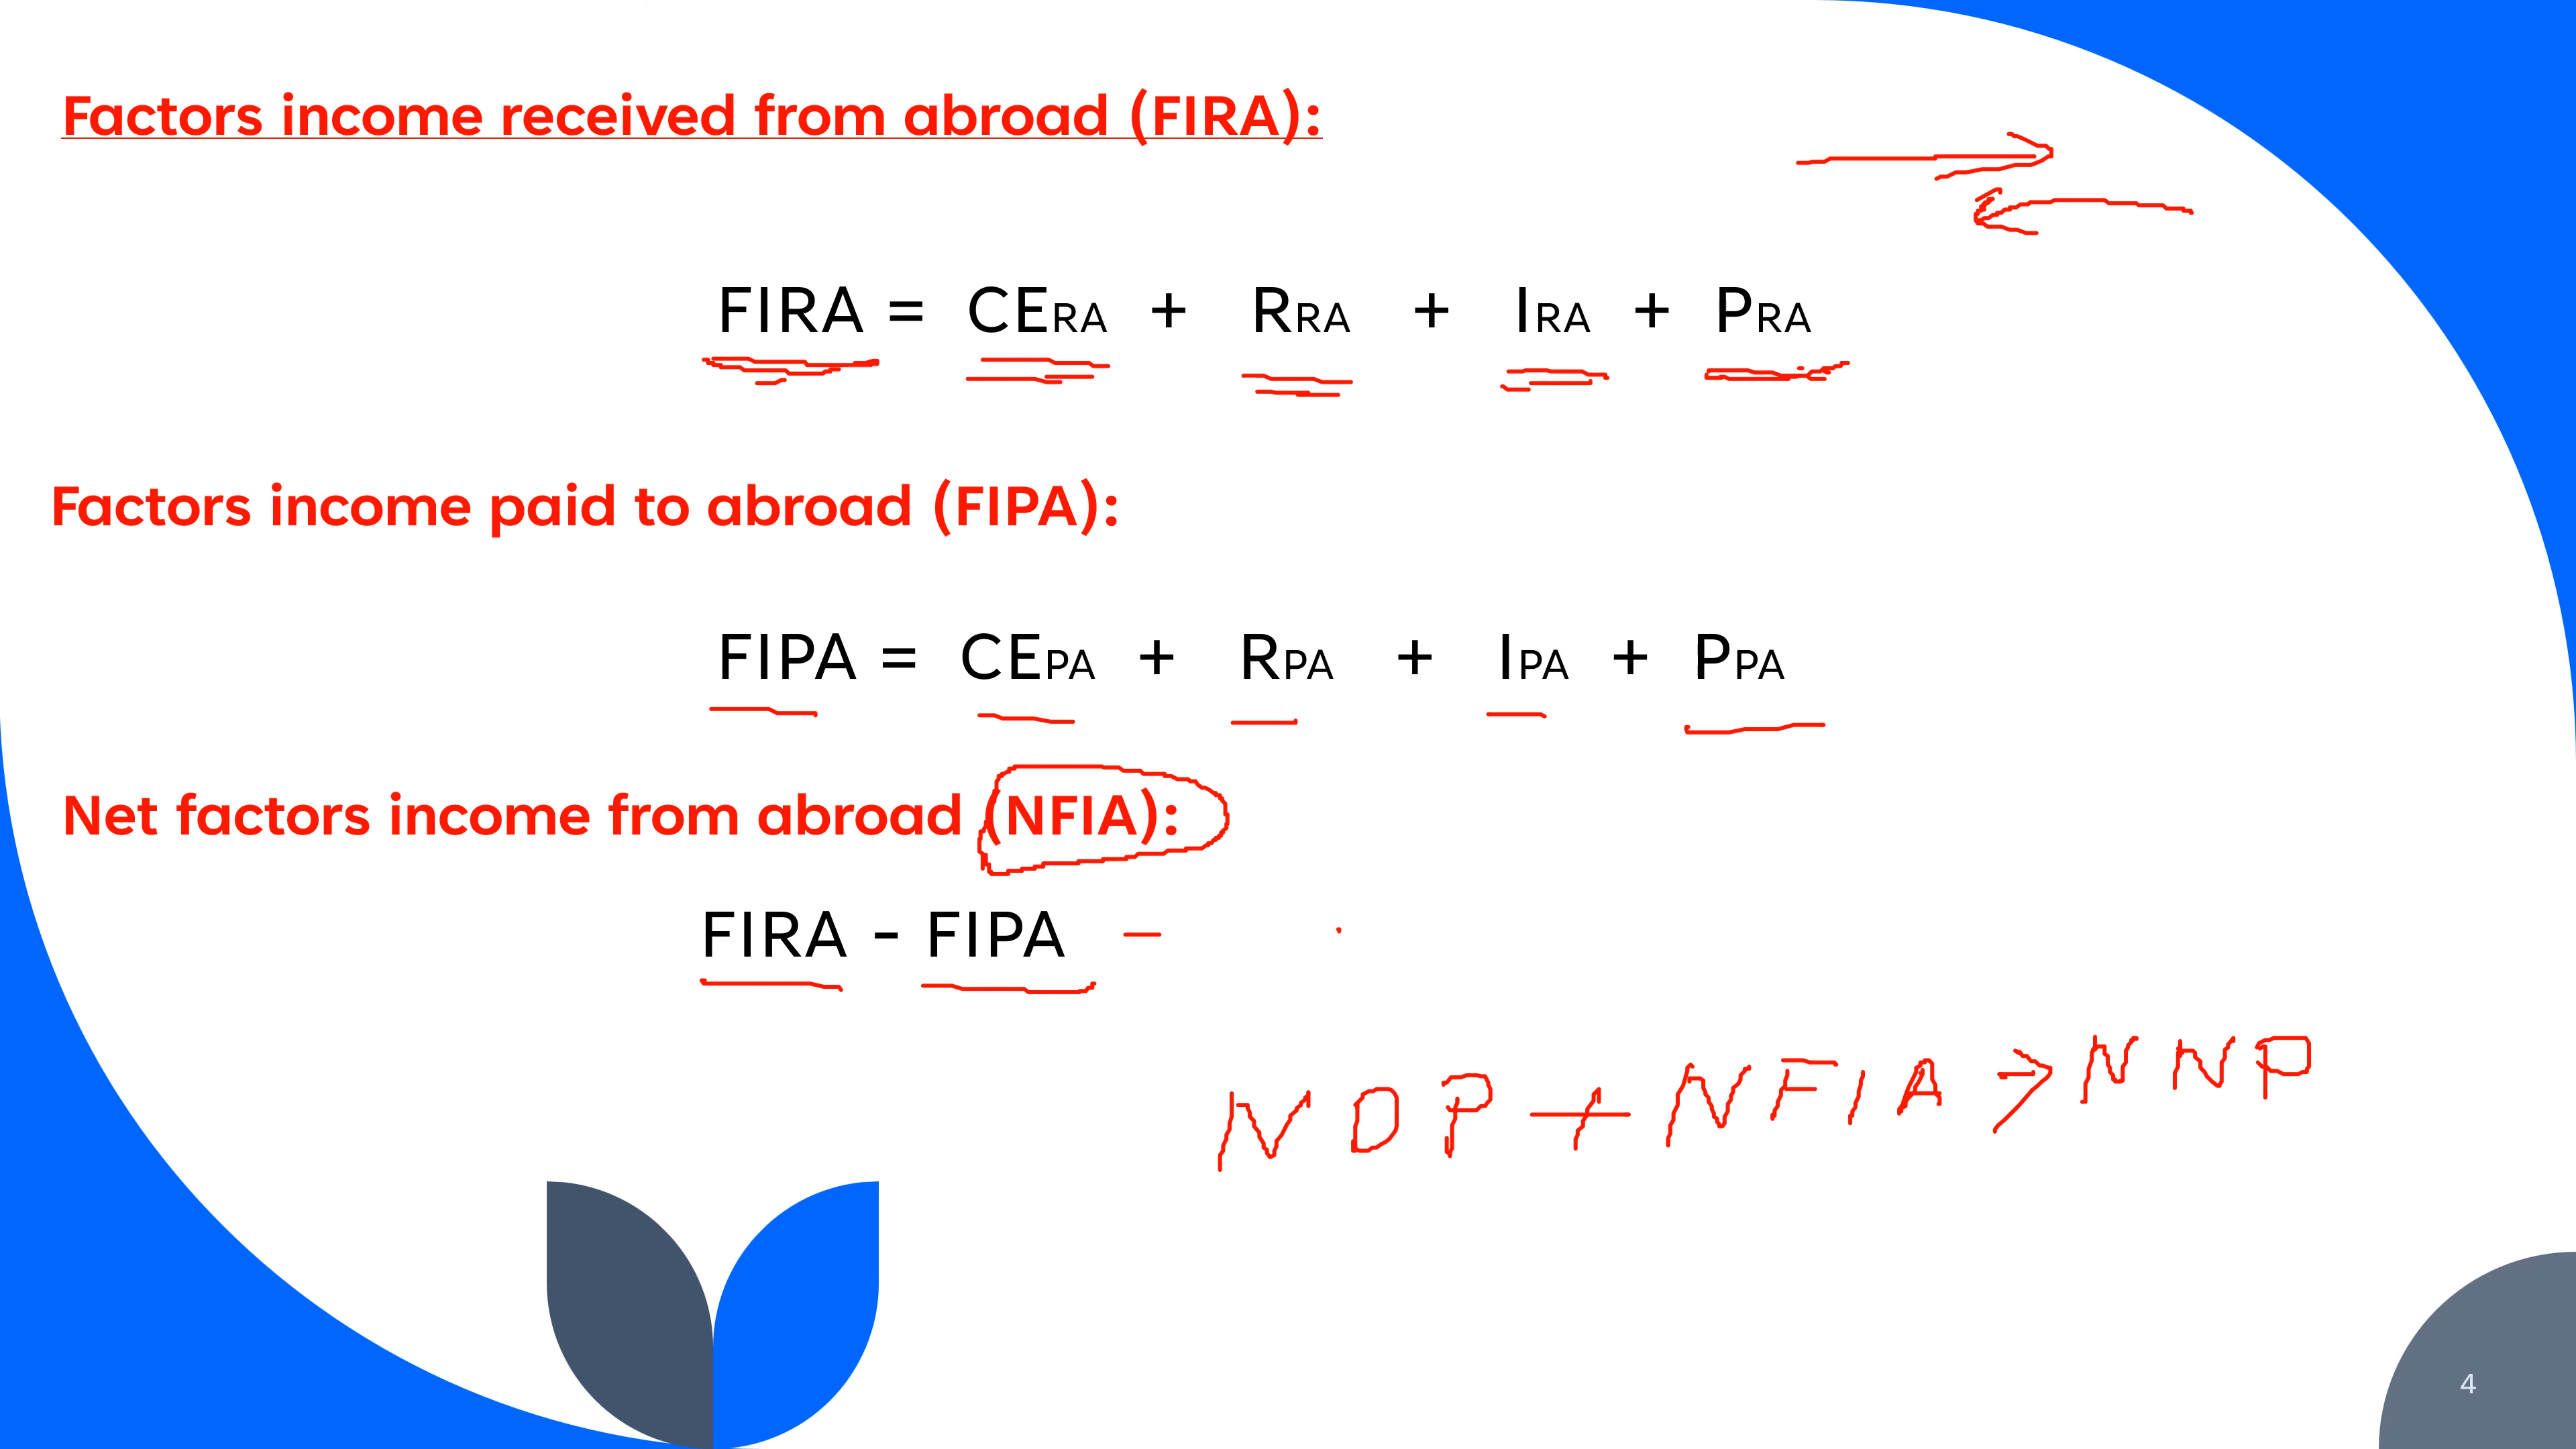 Factors income received from abroad (FIRA):
FIRA = CERA + RRA + IRA + PRA
Factors income paid to abroad (FIPA):
FIPA = CEPA + RPA + IPA + PPA
Net factors income from abroad (NFIA):
FIRA - FIPA -
NDP + NFIA → NNP
4